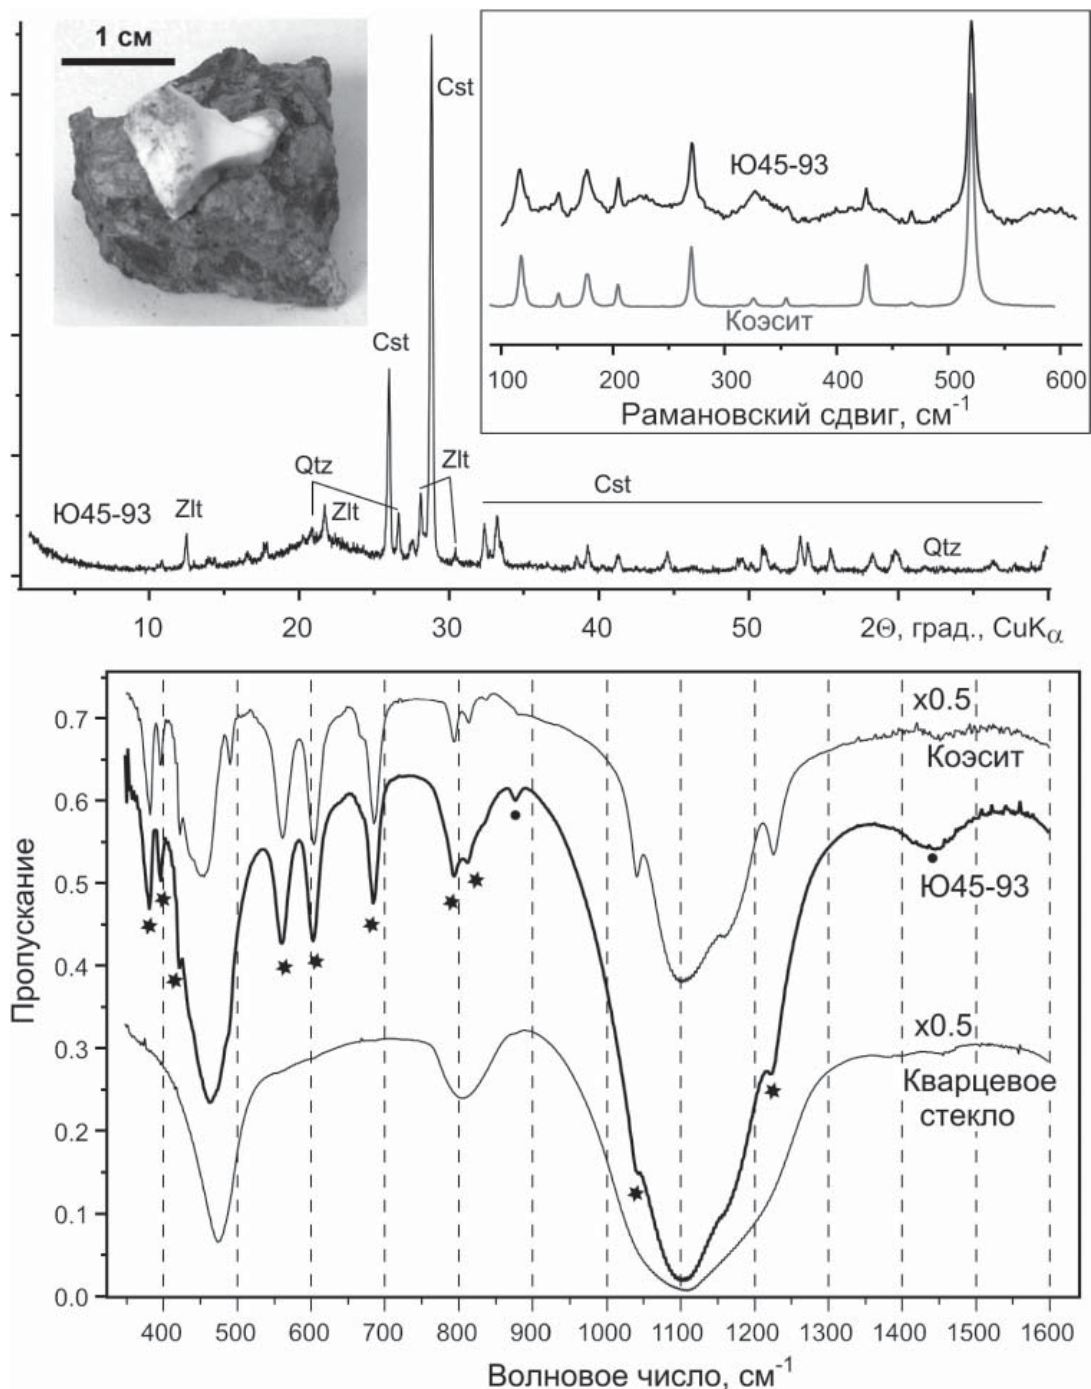 1 см
Cst
Ю45-93
Коэсит
100 200 300 400 500 600
Рамановский сдвиг, см⁻¹
Cst
Qtz
Zlt
Ю45-93
Zlt
Zlt
Cst
Qtz
10 20 30 40 50 2Θ, град., CuKα
x0.5
Коэсит
Ю45-93
x0.5
Кварцевое
стекло
Пропускание
0.7
0.6
0.5
0.4
0.3
0.2
0.1
0.0
400 500 600 700 800 900 1000 1100 1200 1300 1400 1500 1600
Волновое число, см⁻¹